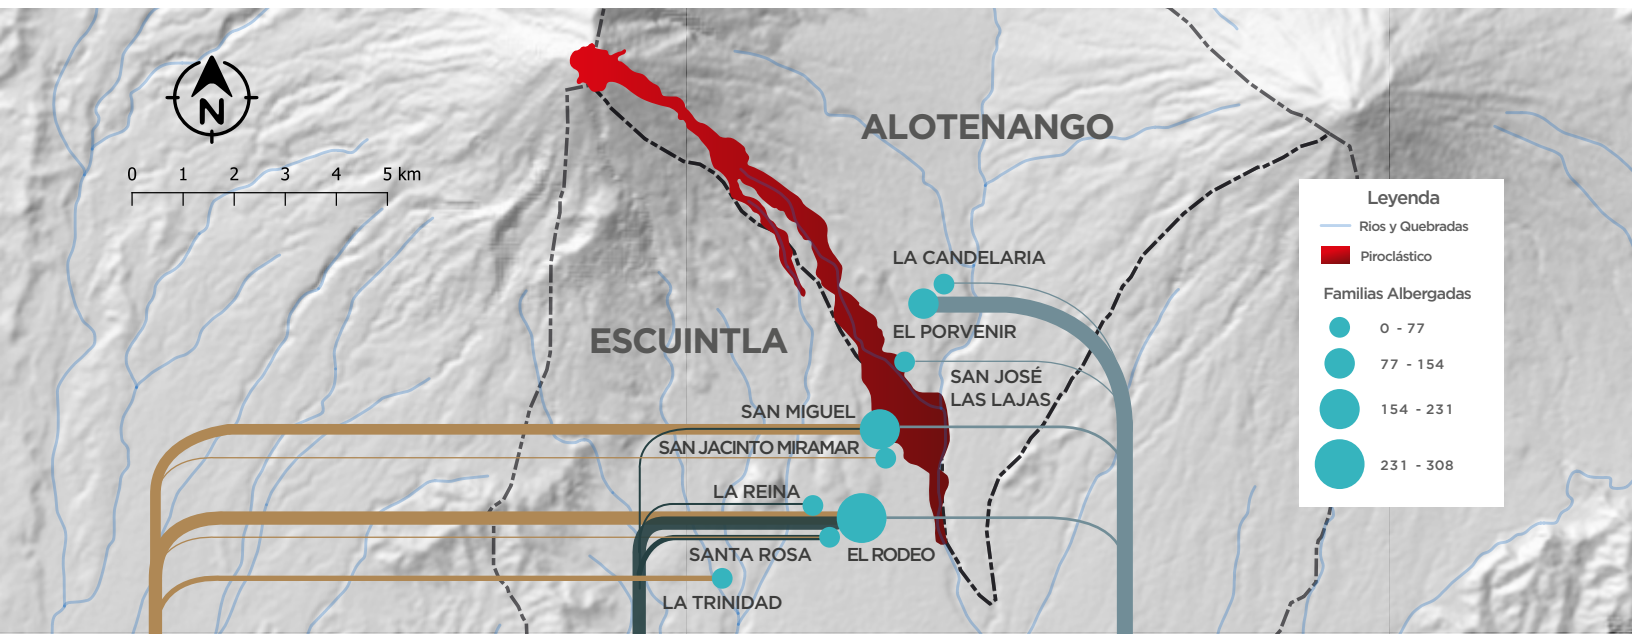 N
0 1 2 3 4 5 km
ALOTENANGO
ESCUINTLA
LA CANDELARIA
EL PORVENIR
SAN JOSÉ
LAS LAJAS
SAN MIGUEL
SAN JACINTO MIRAMAR
LA REINA
SANTA ROSA
EL RODEO
LA TRINIDAD
Leyenda
Rios y Quebradas
Piroclástico
Familias Albergadas
0 - 77
77 - 154
154 - 231
231 - 308